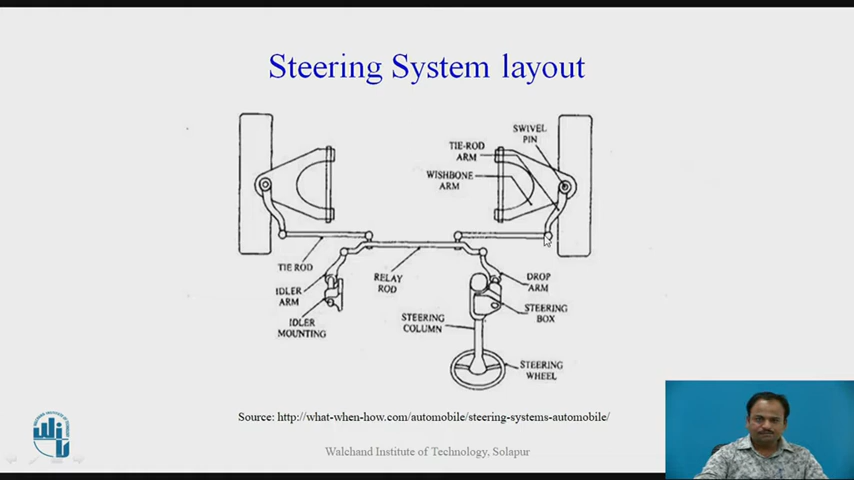 Steering System layout
SWIVEL
PIN
TIE-ROD
ARM
WISHBONE
ARM
TIE ROD
IDLER
ARM
IDLER
MOUNTING
RELAY
ROD
DROP
ARM
STEERING
BOX
STEERING
COLUMN
STEERING
WHEEL
Source: http://what-when-how.com/automobile/steering-systems-automobile/
Walchand Institute of Technology, Solapur